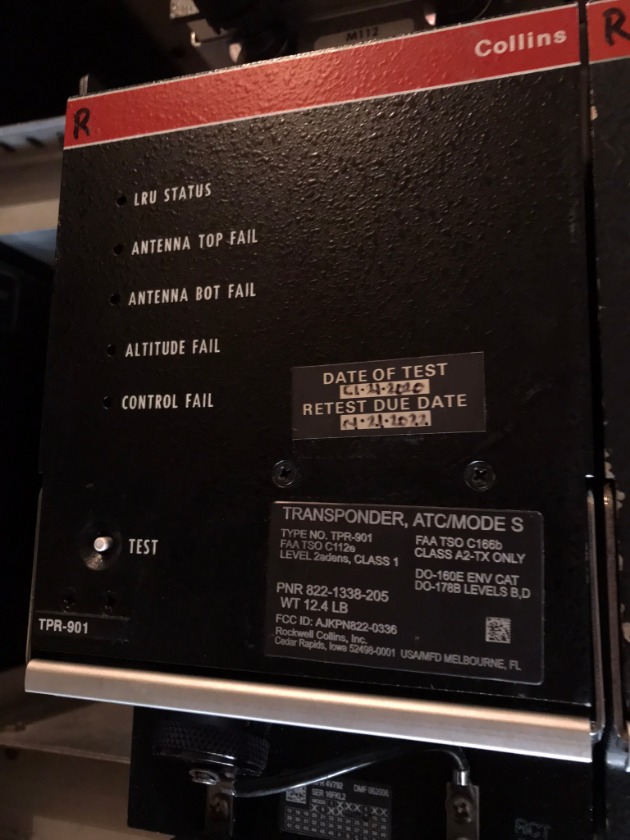 M112
Collins
R
R
LRU STATUS
ANTENNA TOP FAIL
ANTENNA BOT FAIL
ALTITUDE FAIL
CONTROL FAIL
DATE OF TEST
RETEST DUE DATE
TEST
TPR-901
TRANSPONDER, ATC/MODE S
TYPE NO. TPR-901
FAA TSO C112e
LEVEL 2adens, CLASS 1
FAA TSO C166b
CLASS A2-TX ONLY
DO-160E ENV CAT
DO-178B LEVELS B,D
PNR 822-1338-205
WT 12.4 LB
FCC ID: AJKPN822-0336
Rockwell Collins, Inc.
Cedar Rapids, Iowa 52498-0001 USA/MFD MELBOURNE, FL